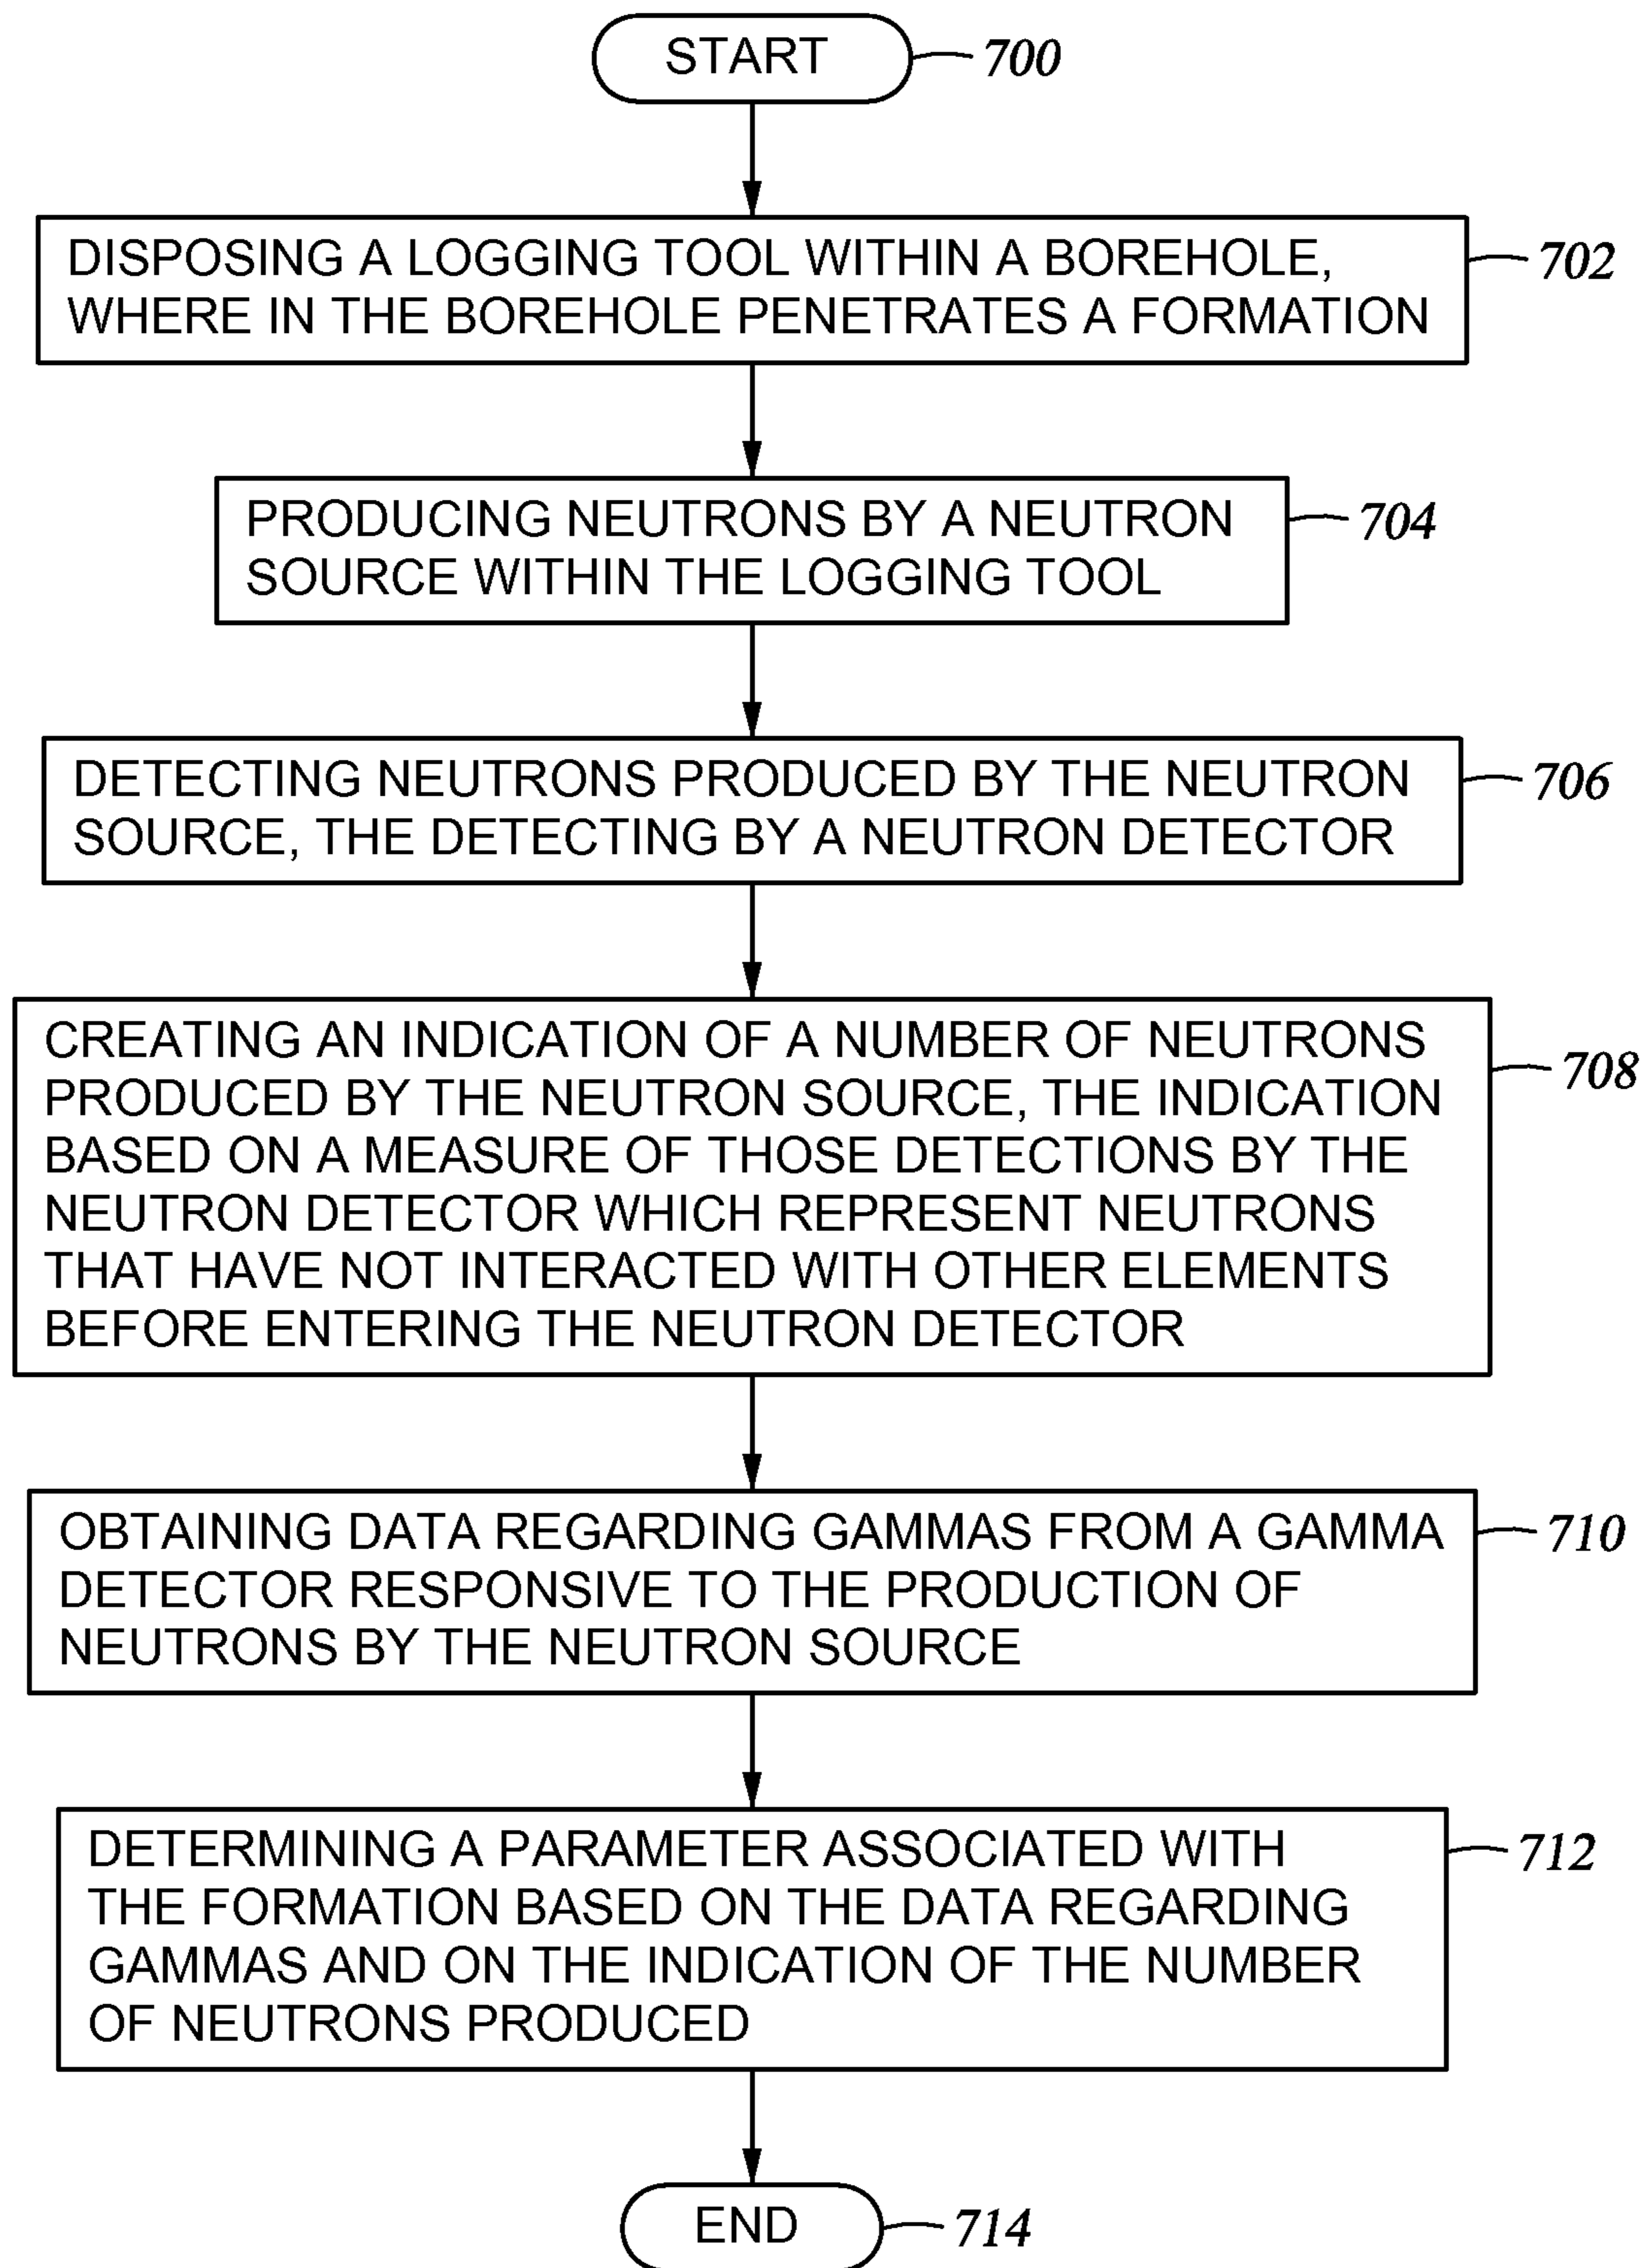 START
700
DISPOSING A LOGGING TOOL WITHIN A BOREHOLE,
WHERE IN THE BOREHOLE PENETRATES A FORMATION
702
PRODUCING NEUTRONS BY A NEUTRON
SOURCE WITHIN THE LOGGING TOOL
704
DETECTING NEUTRONS PRODUCED BY THE NEUTRON
SOURCE, THE DETECTING BY A NEUTRON DETECTOR
706
CREATING AN INDICATION OF A NUMBER OF NEUTRONS
PRODUCED BY THE NEUTRON SOURCE, THE INDICATION
BASED ON A MEASURE OF THOSE DETECTIONS BY THE
NEUTRON DETECTOR WHICH REPRESENT NEUTRONS
THAT HAVE NOT INTERACTED WITH OTHER ELEMENTS
BEFORE ENTERING THE NEUTRON DETECTOR
708
OBTAINING DATA REGARDING GAMMAS FROM A GAMMA
DETECTOR RESPONSIVE TO THE PRODUCTION OF
NEUTRONS BY THE NEUTRON SOURCE
710
DETERMINING A PARAMETER ASSOCIATED WITH
THE FORMATION BASED ON THE DATA REGARDING
GAMMAS AND ON THE INDICATION OF THE NUMBER
OF NEUTRONS PRODUCED
712
END
714